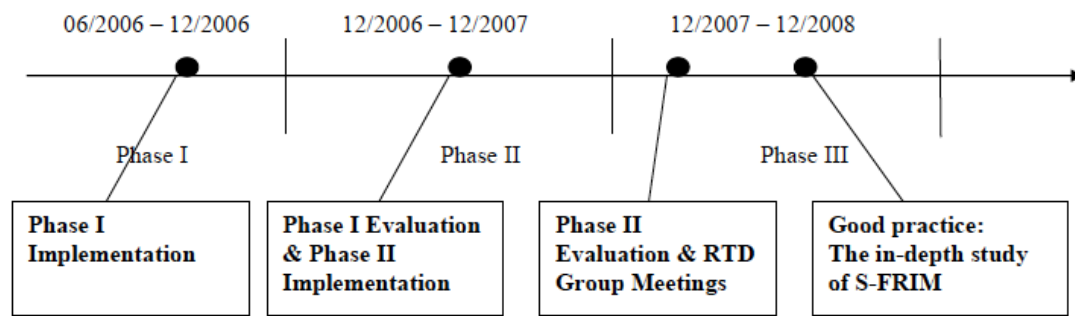 06/2006 – 12/2006
12/2006 – 12/2007
12/2007 – 12/2008
Phase I
Phase II
Phase III
Phase I
Implementation
Phase I Evaluation
& Phase II
Implementation
Phase II
Evaluation & RTD
Group Meetings
Good practice:
The in-depth study
of S-FRIM